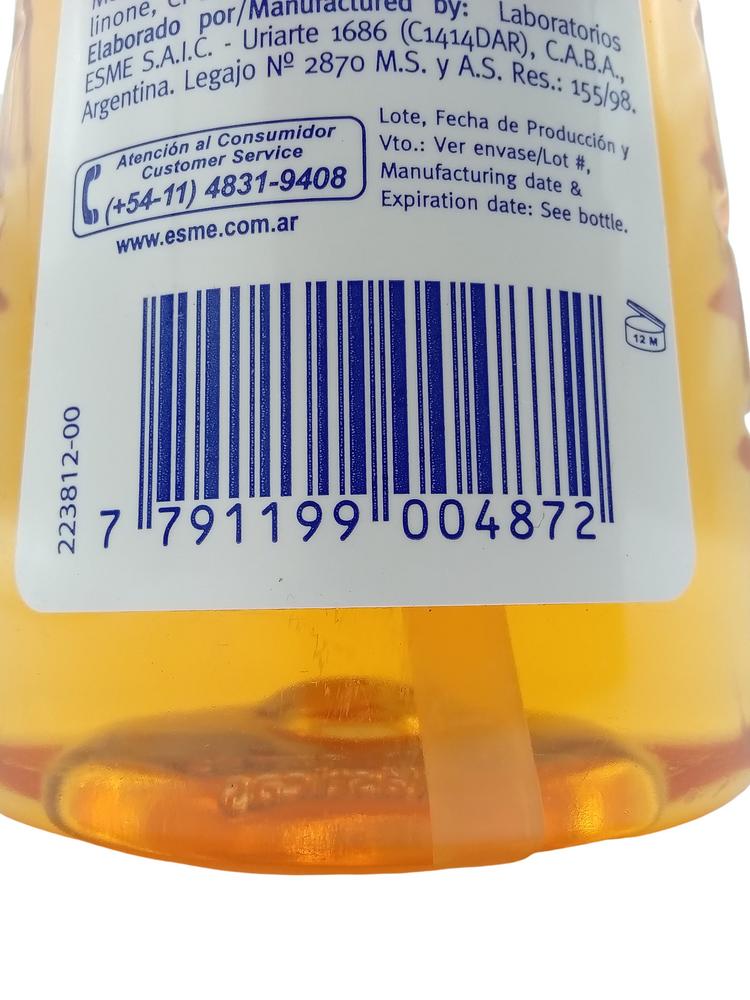 linone,
Elaborado por/Manufactured by: Laboratorios
ESME S.A.I.C. - Uriarte 1686 (C1414DAR), C.A.B.A.,
Argentina. Legajo Nº 2870 M.S. y A.S. Res.: 155/98.
Atención al Consumidor
Customer Service
(+54-11) 4831-9408
www.esme.com.ar
Lote, Fecha de Producción y
Vto.: Ver envase/Lot #,
Manufacturing date &
Expiration date: See bottle.
12 M
223812-00
7 791199 004872